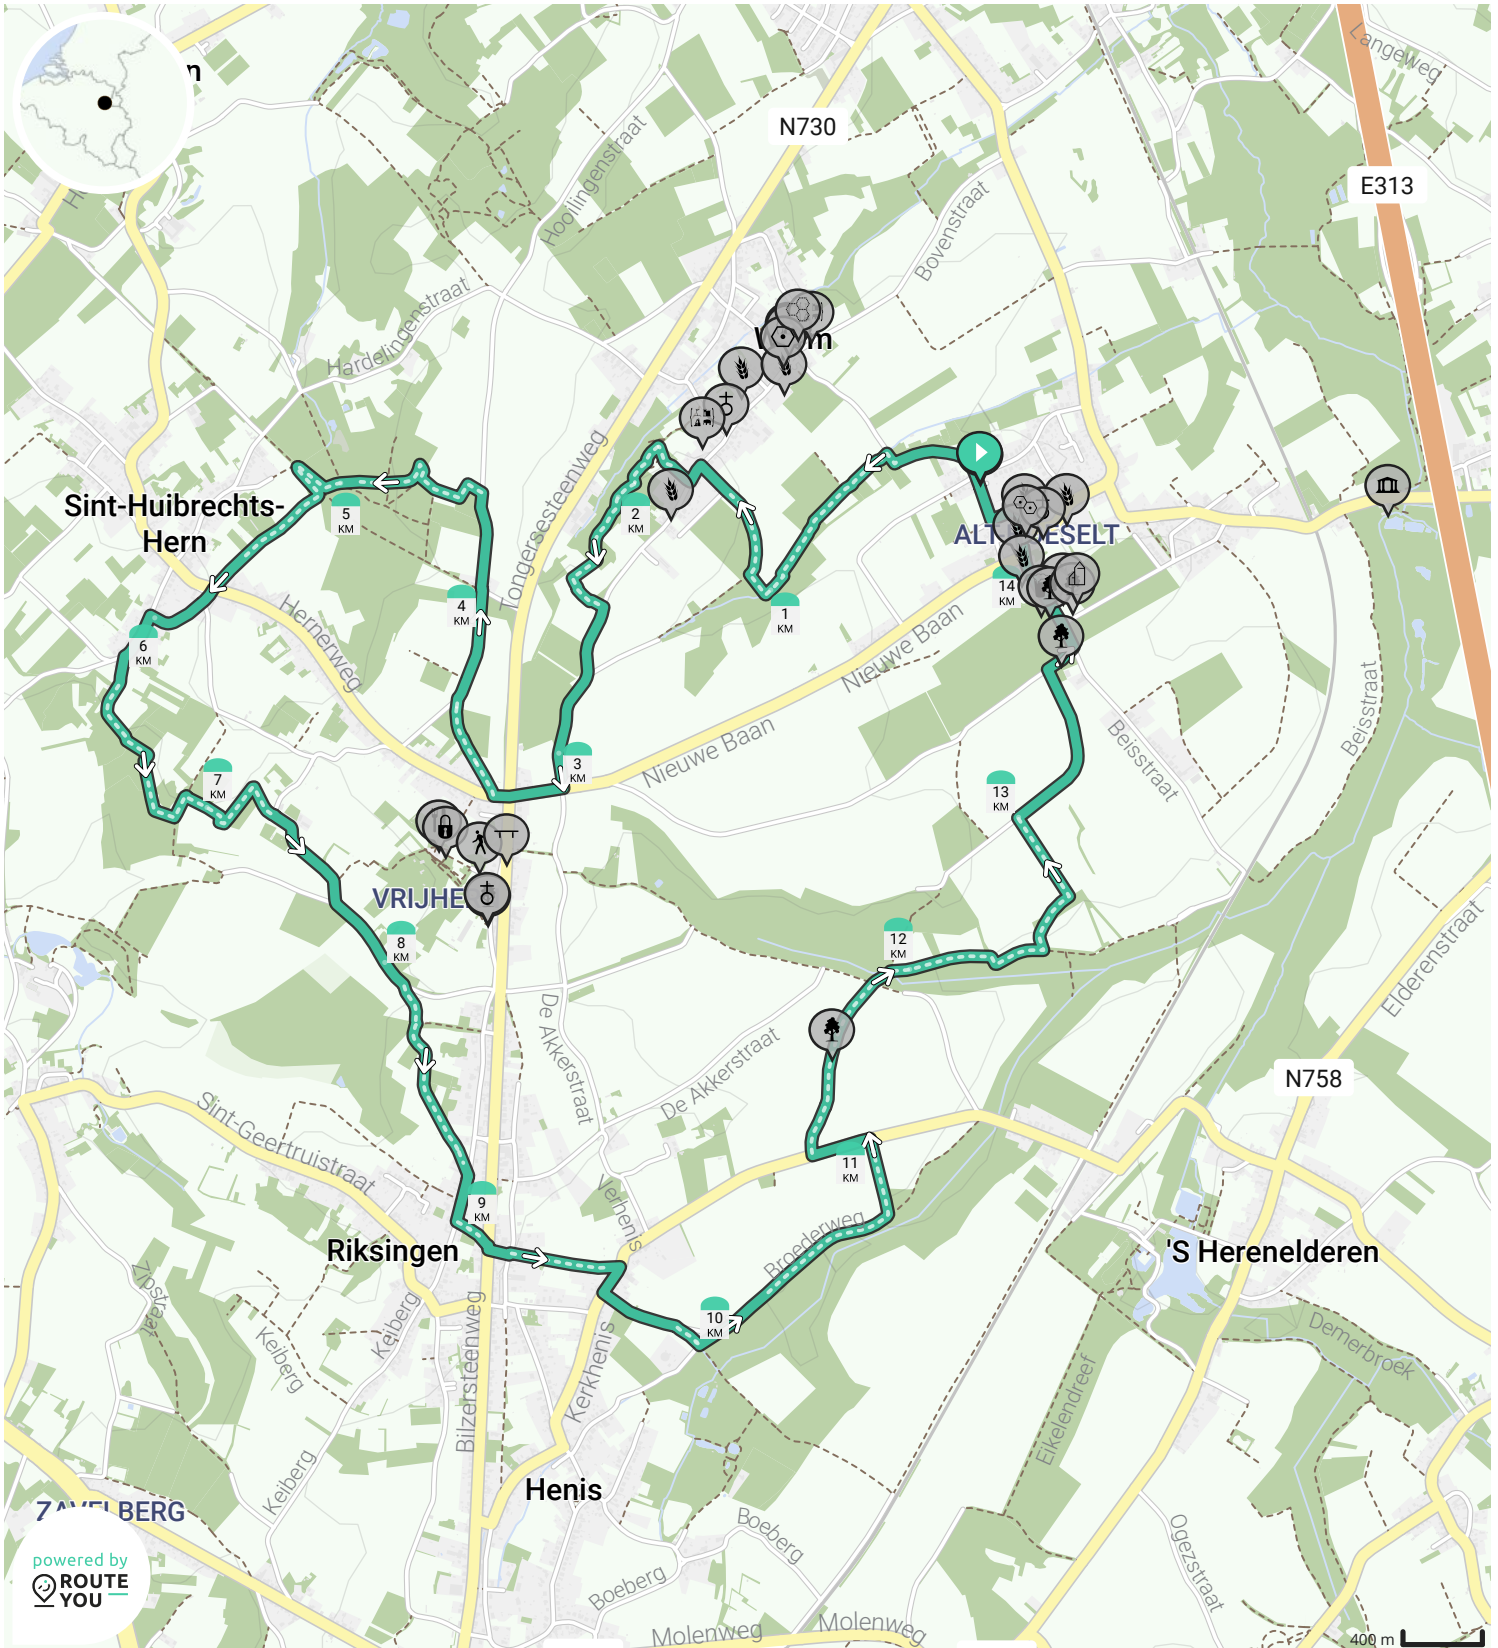 N730
Langeweg
E313
Hooilingenstraat
Bovenstraat
Hardelingenstraat
Tongersesteenweg
Sint-Huibrechts-
Hern
5
KM
2
KM
1
KM
4
KM
14
KM
6
KM
Hernerweg
Nieuwe Baan
Nieuwe Baan
Beisstraat
Beisstraat
3
KM
7
KM
13
KM
8
KM
12
KM
Elderenstraat
De Akkerstraat
De Akkerstraat
N758
Sint-Geertruistraat
11
KM
9
KM
Broederweg
Riksingen
'S Herenelderen
Zipstraat
Keiberg
Keiberg
Keiberg
Bilzersteenweg
Kerkhenis
10
KM
Demerbroek
Eikelendreef
Henis
Boeberg
Boeberg
Ogezstraat
Molenweg
Molenweg
powered by
ROUTE
YOU
400 m